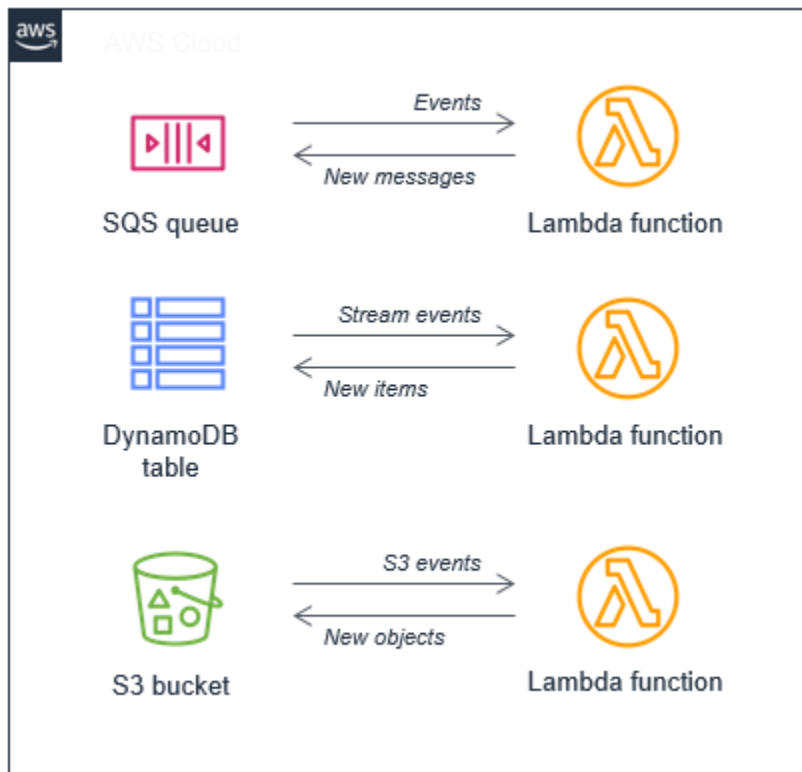 aws
AWS Cloud
Events
New messages
SQS queue
Lambda function
Stream events
New items
DynamoDB
table
Lambda function
S3 events
New objects
S3 bucket
Lambda function